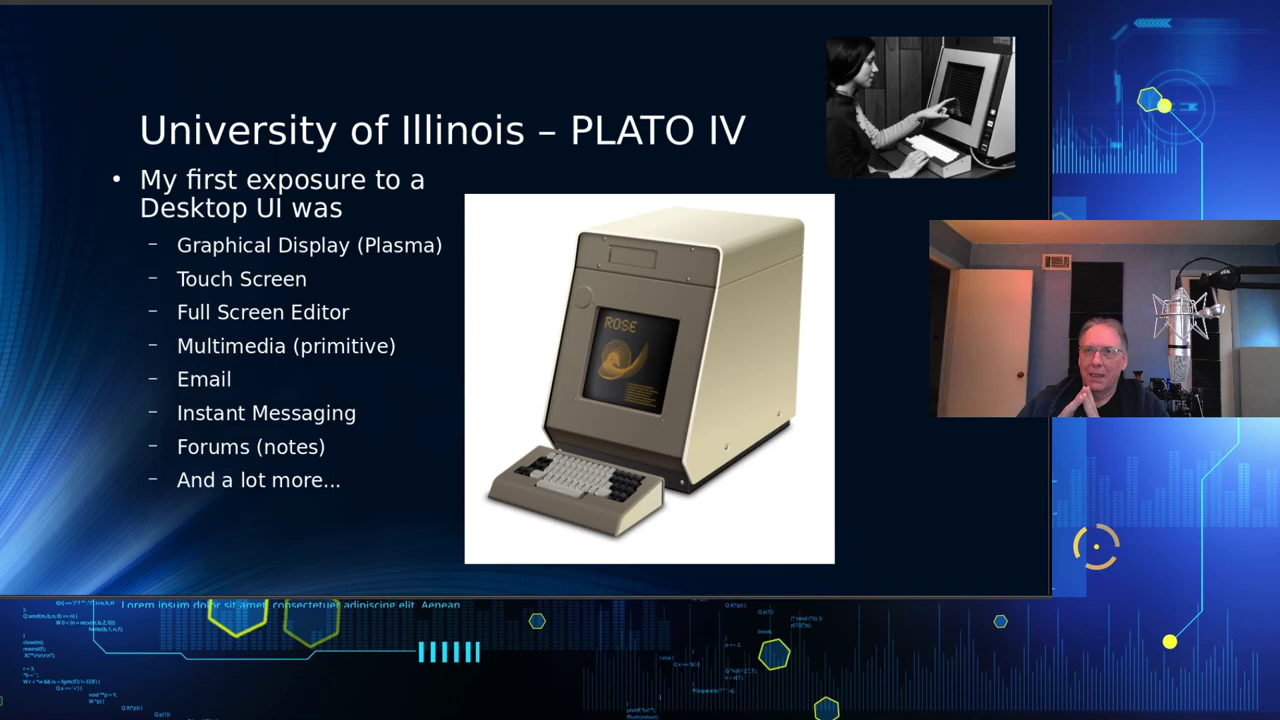 University of Illinois – PLATO IV
• My first exposure to a
Desktop UI was
– Graphical Display (Plasma)
– Touch Screen
– Full Screen Editor
– Multimedia (primitive)
– Email
– Instant Messaging
– Forums (notes)
– And a lot more...
ROSE
Lorem ipsum dolor sit amet, consectetuer adipiscing elit. Aenean